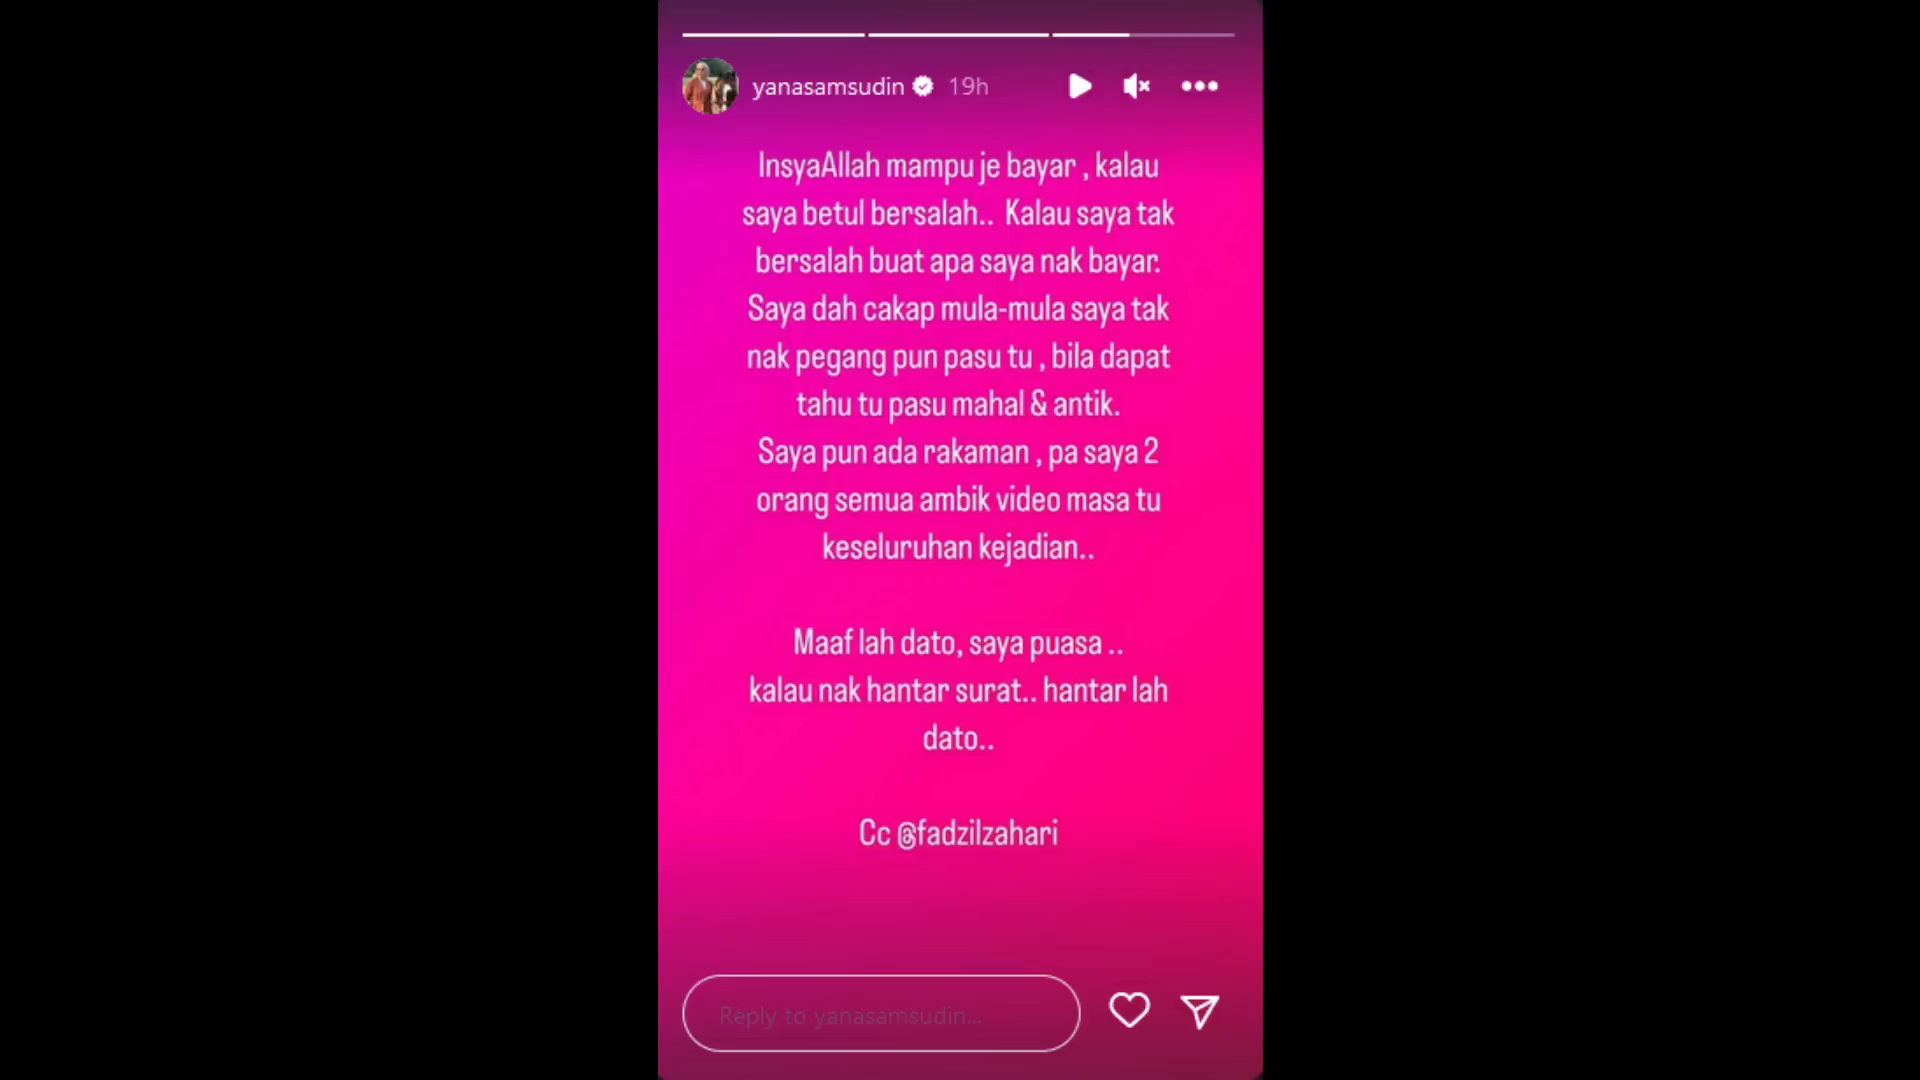 yanasamsudin 19h
InsyaAllah mampu je bayar , kalau
saya betul bersalah.. Kalau saya tak
bersalah buat apa saya nak bayar.
Saya dah cakap mula-mula saya tak
nak pegang pun pasu tu , bila dapat
tahu tu pasu mahal & antik.
Saya pun ada rakaman , pa saya 2
orang semua ambik video masa tu
keseluruhan kejadian..
Maaf lah dato, saya puasa ..
kalau nak hantar surat.. hantar lah
dato..
Cc @fadzilzahari
Reply to yanasamsudin...